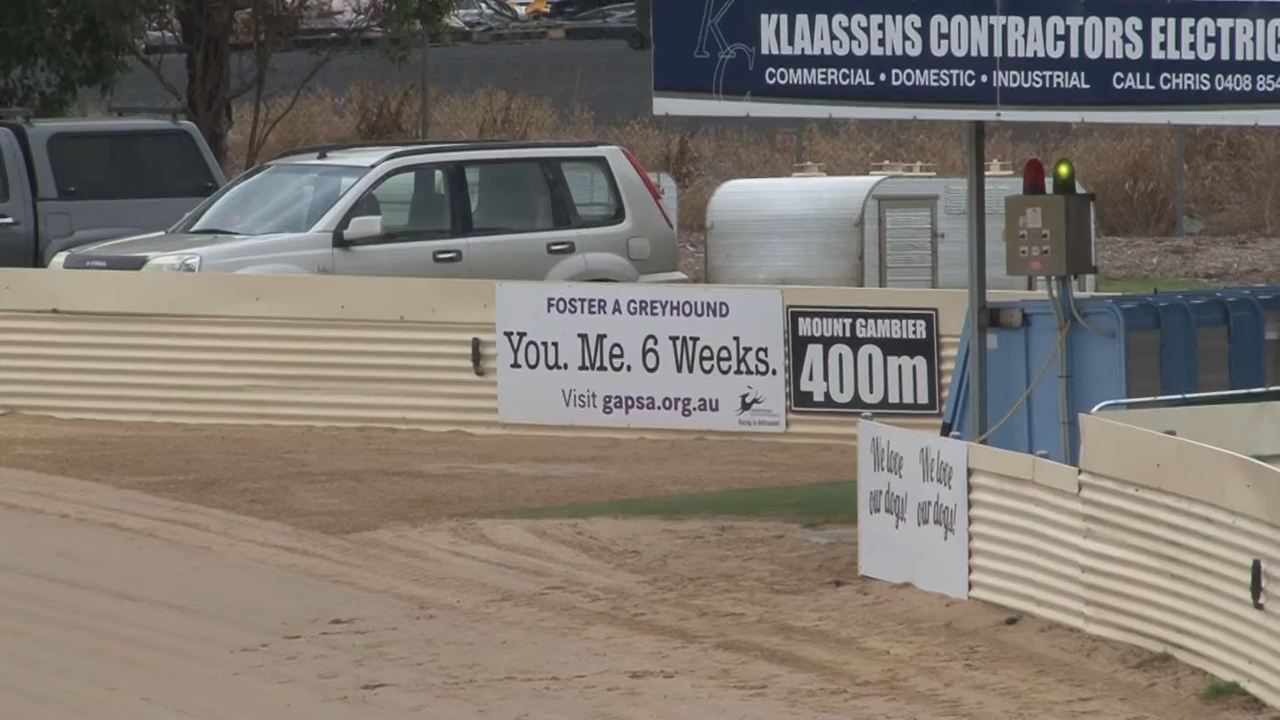 KC
KLAASSENS CONTRACTORS ELECTRIC
COMMERCIAL • DOMESTIC • INDUSTRIAL CALL CHRIS 0408 854
FOSTER A GREYHOUND
You. Me. 6 Weeks.
Visit gapsa.org.au
MOUNT GAMBIER
400m
We love
our dogs!
We love
our dogs!